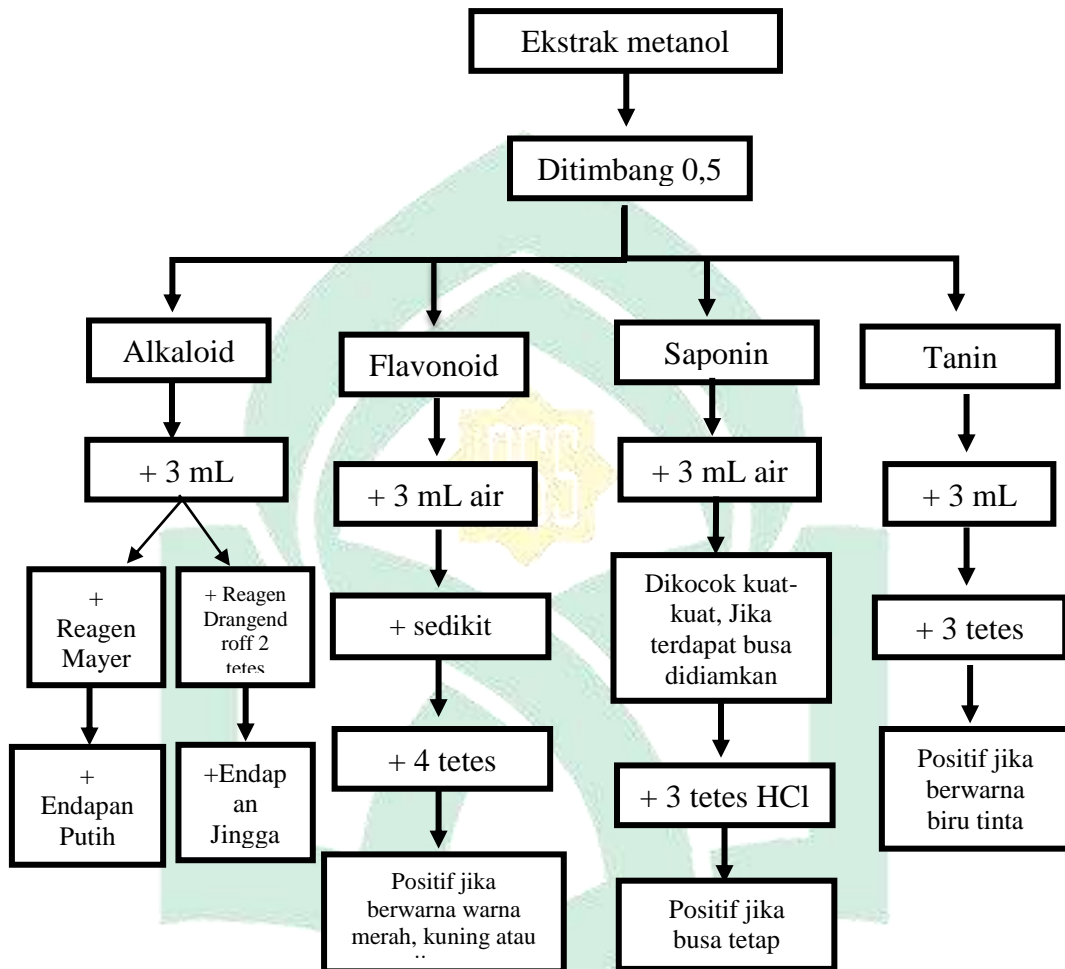 Ekstrak metanol
Ditimbang 0,5
Alkaloid
+ 3 mL
+
Reagen
Mayer
+
Endapan
Putih
+ Reagen
Drangend
roff 2
tetes
+Endap
an
Jingga
Flavonoid
+ 3 mL air
+ sedikit
+ 4 tetes
Positif jika
berwarna warna
merah, kuning atau
Saponin
+ 3 mL air
Dikocok kuat-
kuat, Jika
terdapat busa
didiamkan
+ 3 tetes HCl
Positif jika
busa tetap
Tanin
+ 3 mL
+ 3 tetes
Positif jika
berwarna
biru tinta